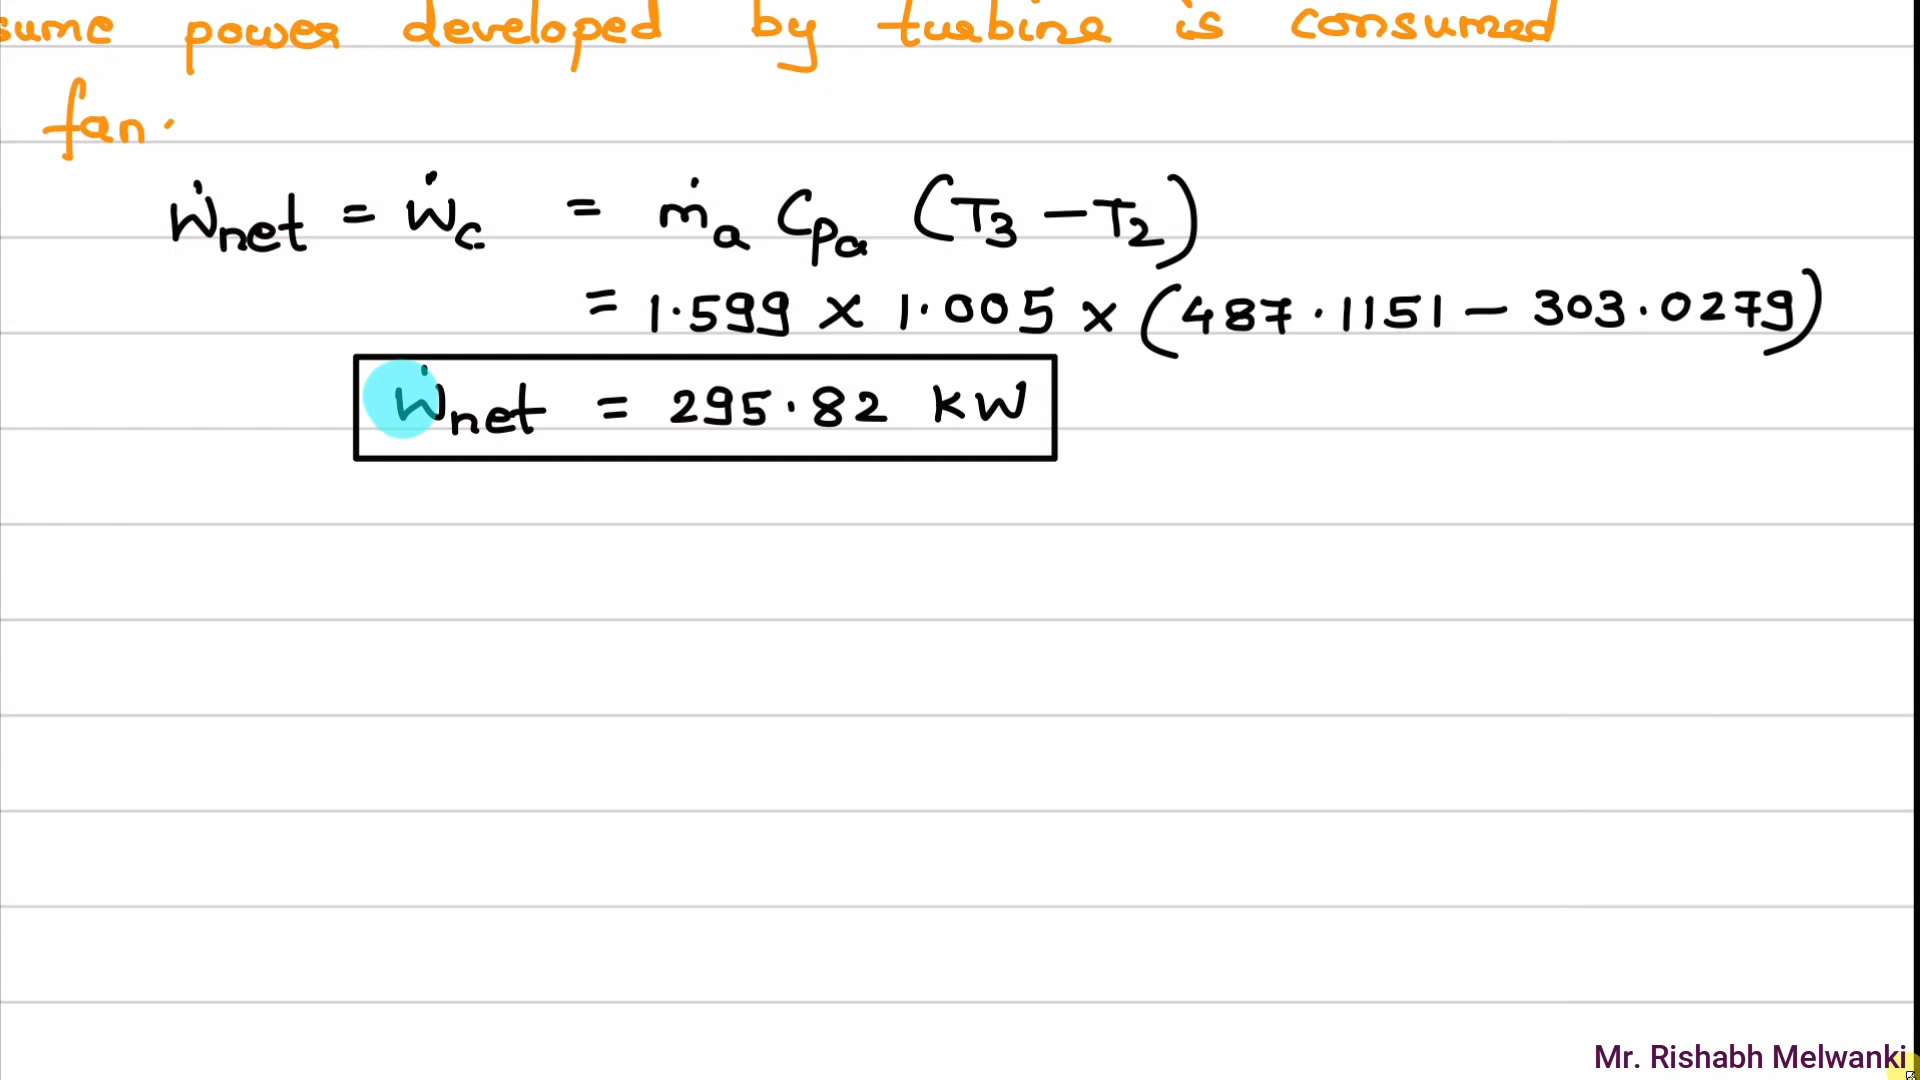 sume power developed by turbine is consumed
fan.
Ẇnet = Ẇc = ṁa Cpa (T3 - T2)
= 1.599 × 1.005 × (487.1151 - 303.0279)
Ẇnet = 295.82 kW
Mr. Rishabh Melwanki